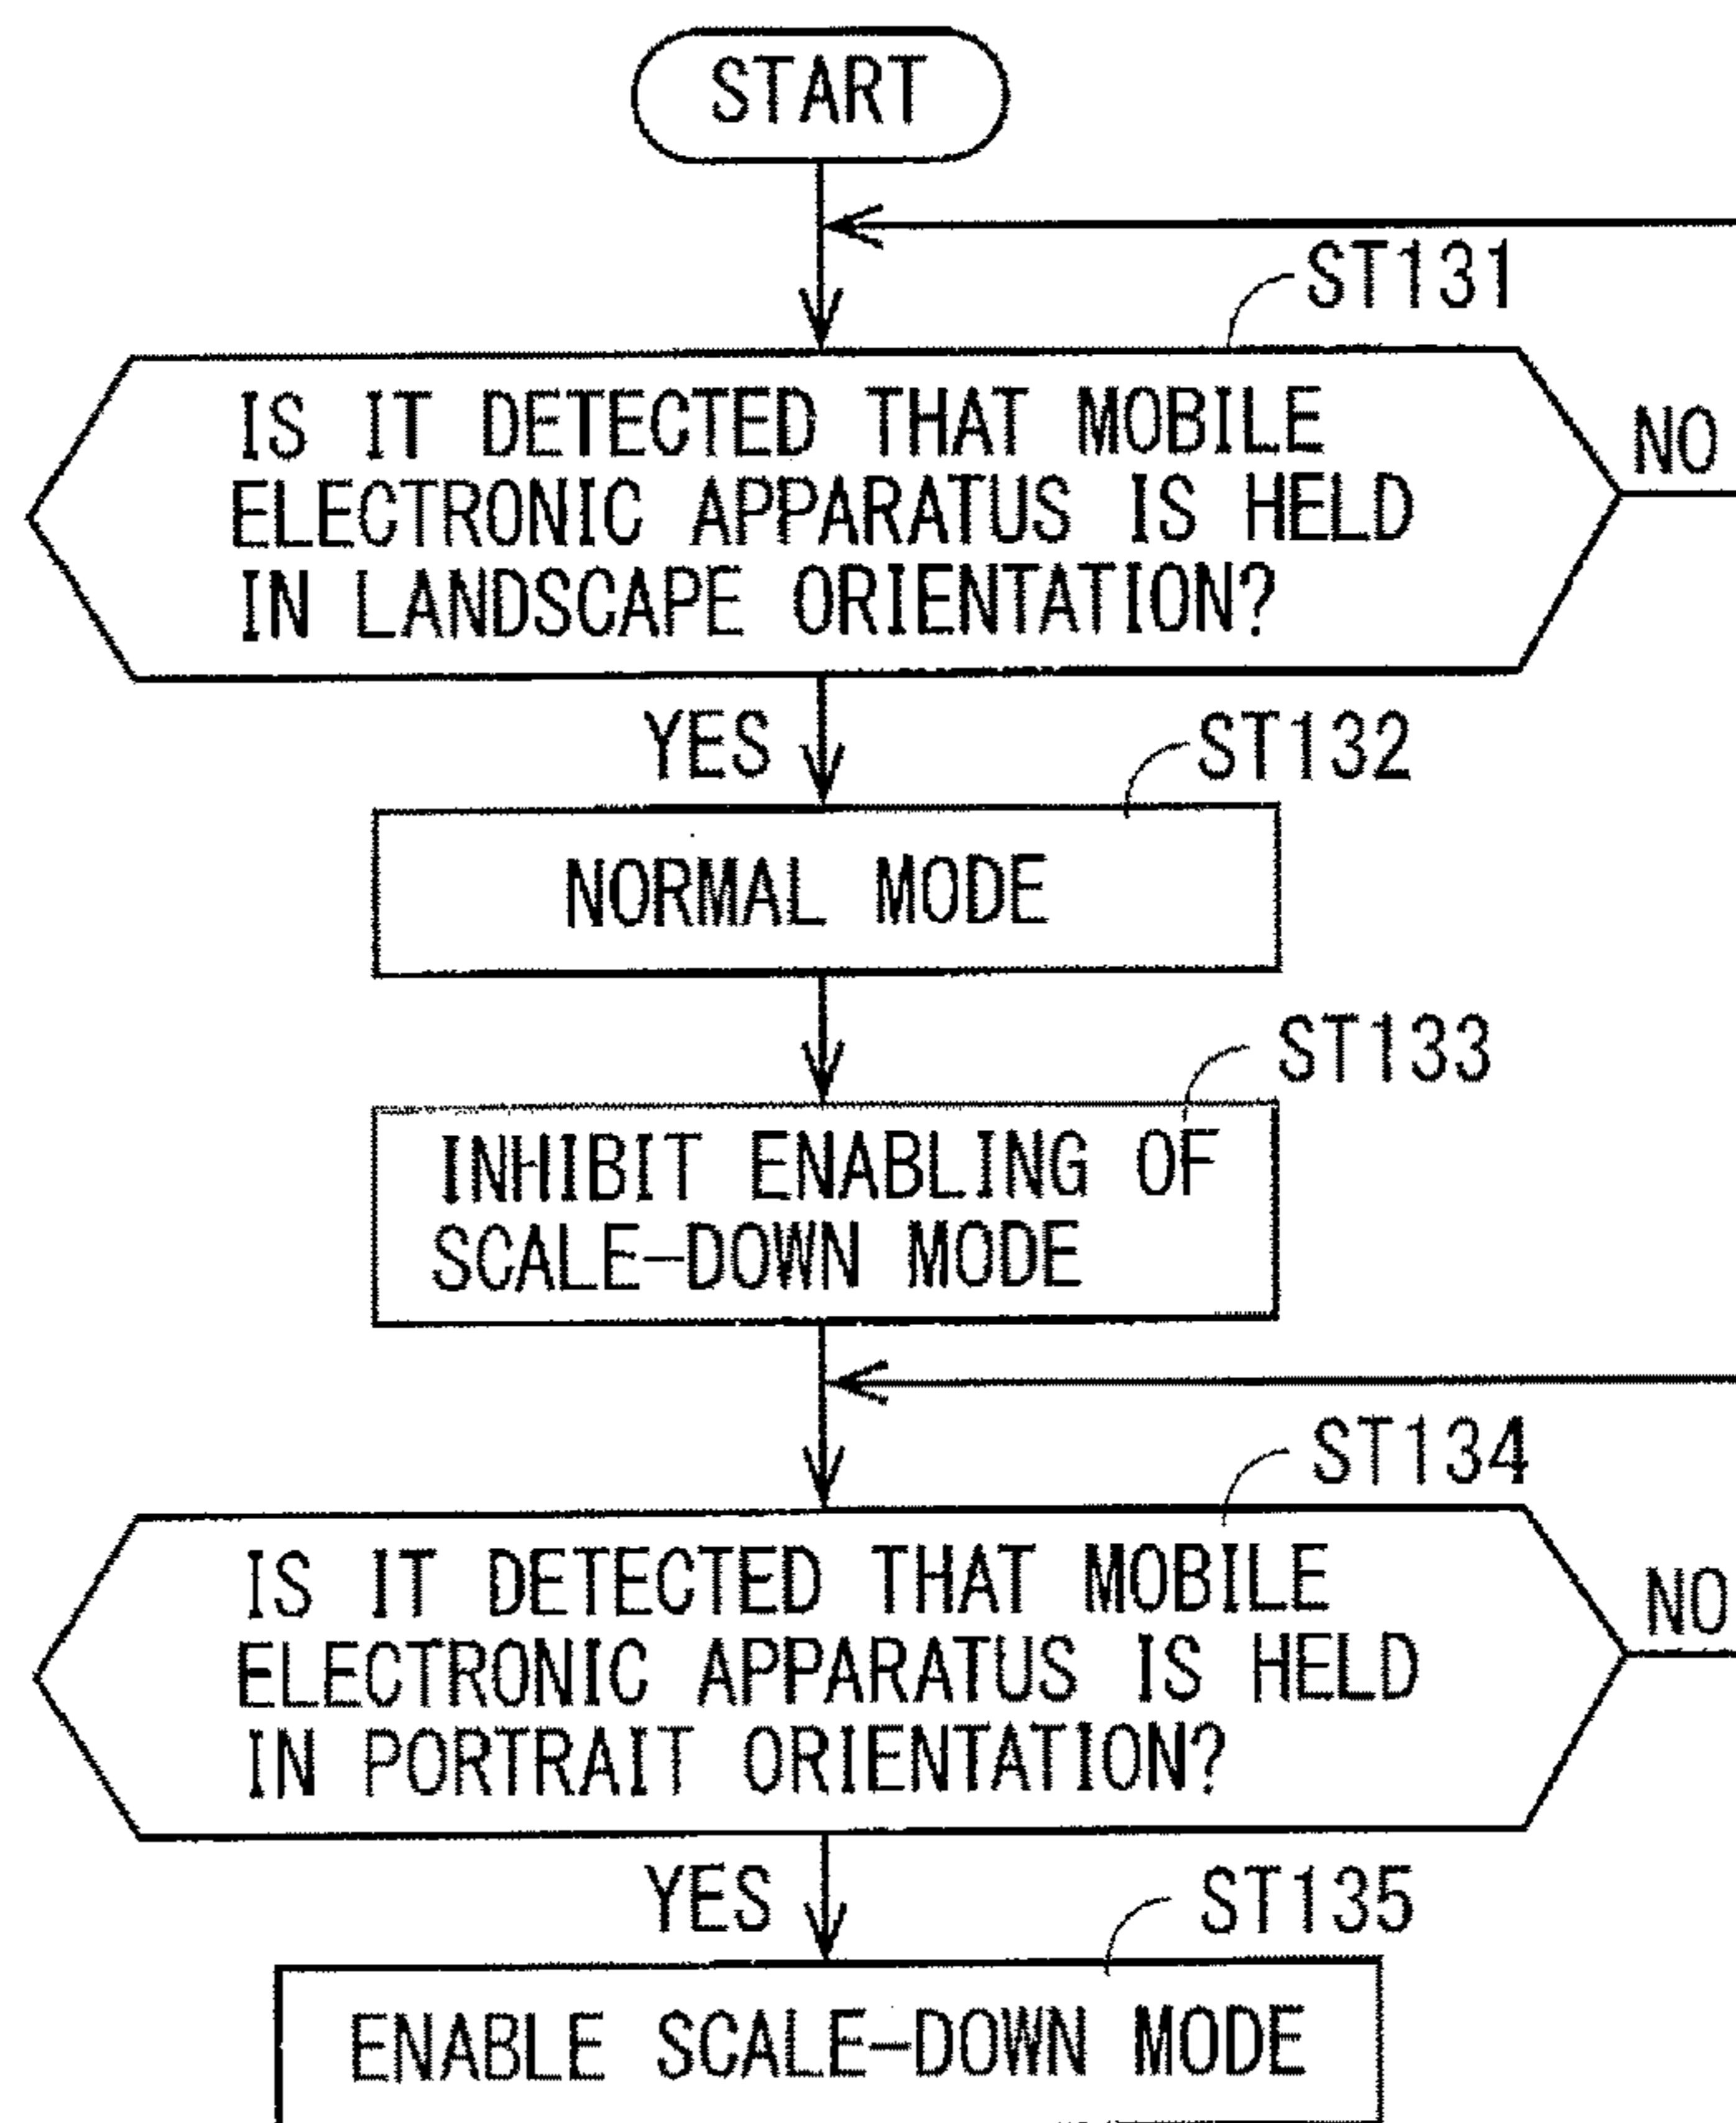 START
ST131
IS IT DETECTED THAT MOBILE
ELECTRONIC APPARATUS IS HELD
IN LANDSCAPE ORIENTATION?
NO
YES
ST132
NORMAL MODE
ST133
INHIBIT ENABLING OF
SCALE-DOWN MODE
ST134
IS IT DETECTED THAT MOBILE
ELECTRONIC APPARATUS IS HELD
IN PORTRAIT ORIENTATION?
NO
YES
ST135
ENABLE SCALE-DOWN MODE